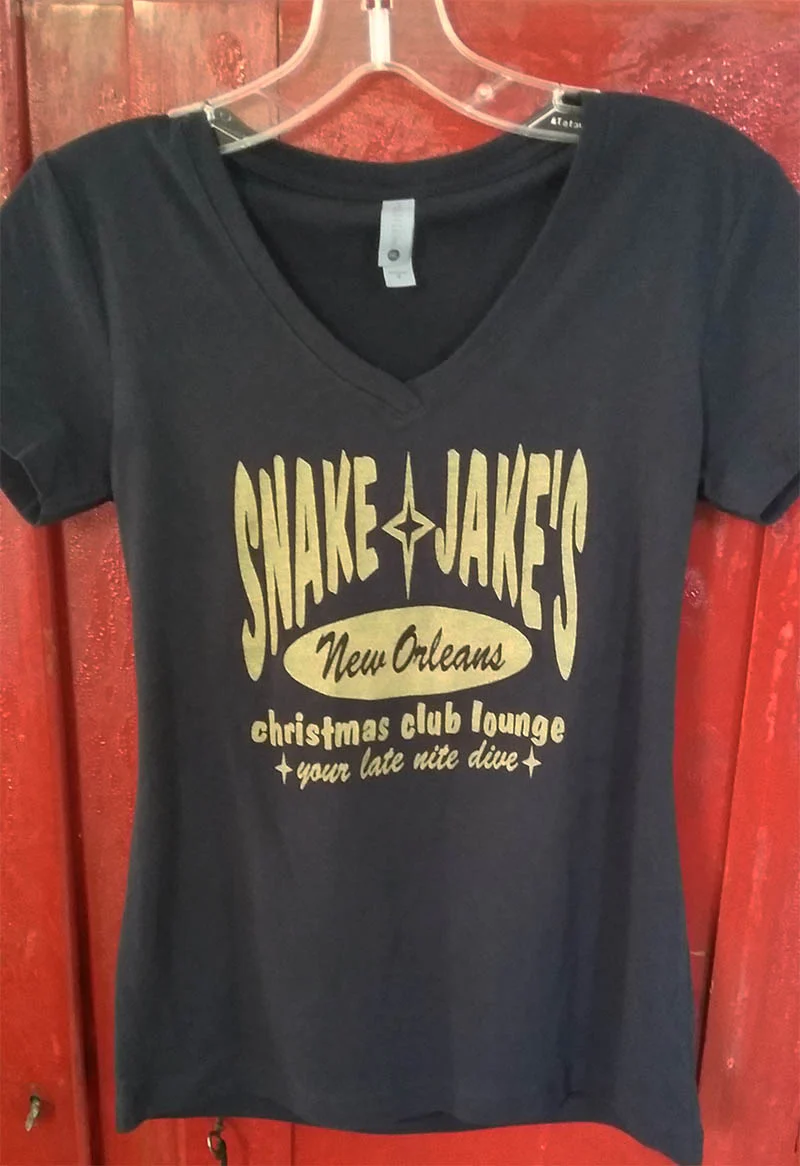 SNAKE JAKE'S
New Orleans
christmas club lounge
your late nite dive